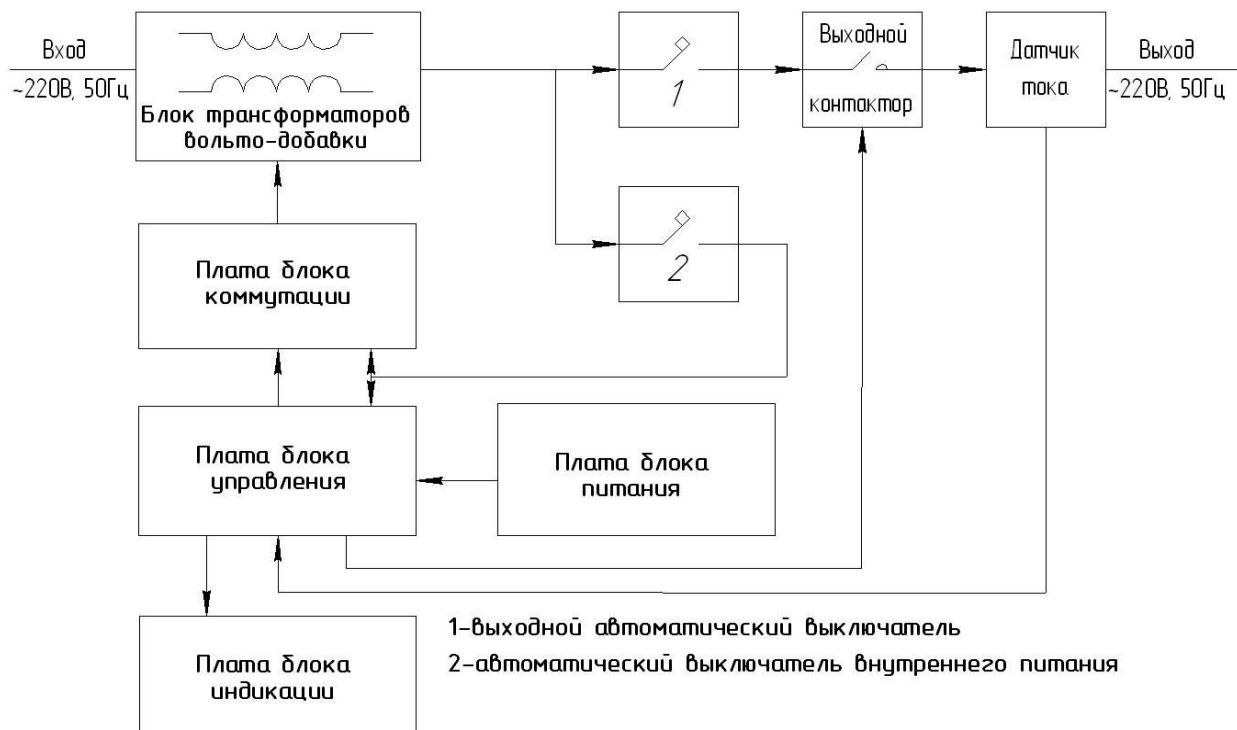 Вход
~220В, 50Гц
Блок трансформаторов
вольто-добавки
1
Выходной
контактор
Датчик
тока
Выход
~220В, 50Гц
2
Плата блока
коммутации
Плата блока
управления
Плата блока
питания
Плата блока
индикации
1-выходной автоматический выключатель
2-автоматический выключатель внутреннего питания